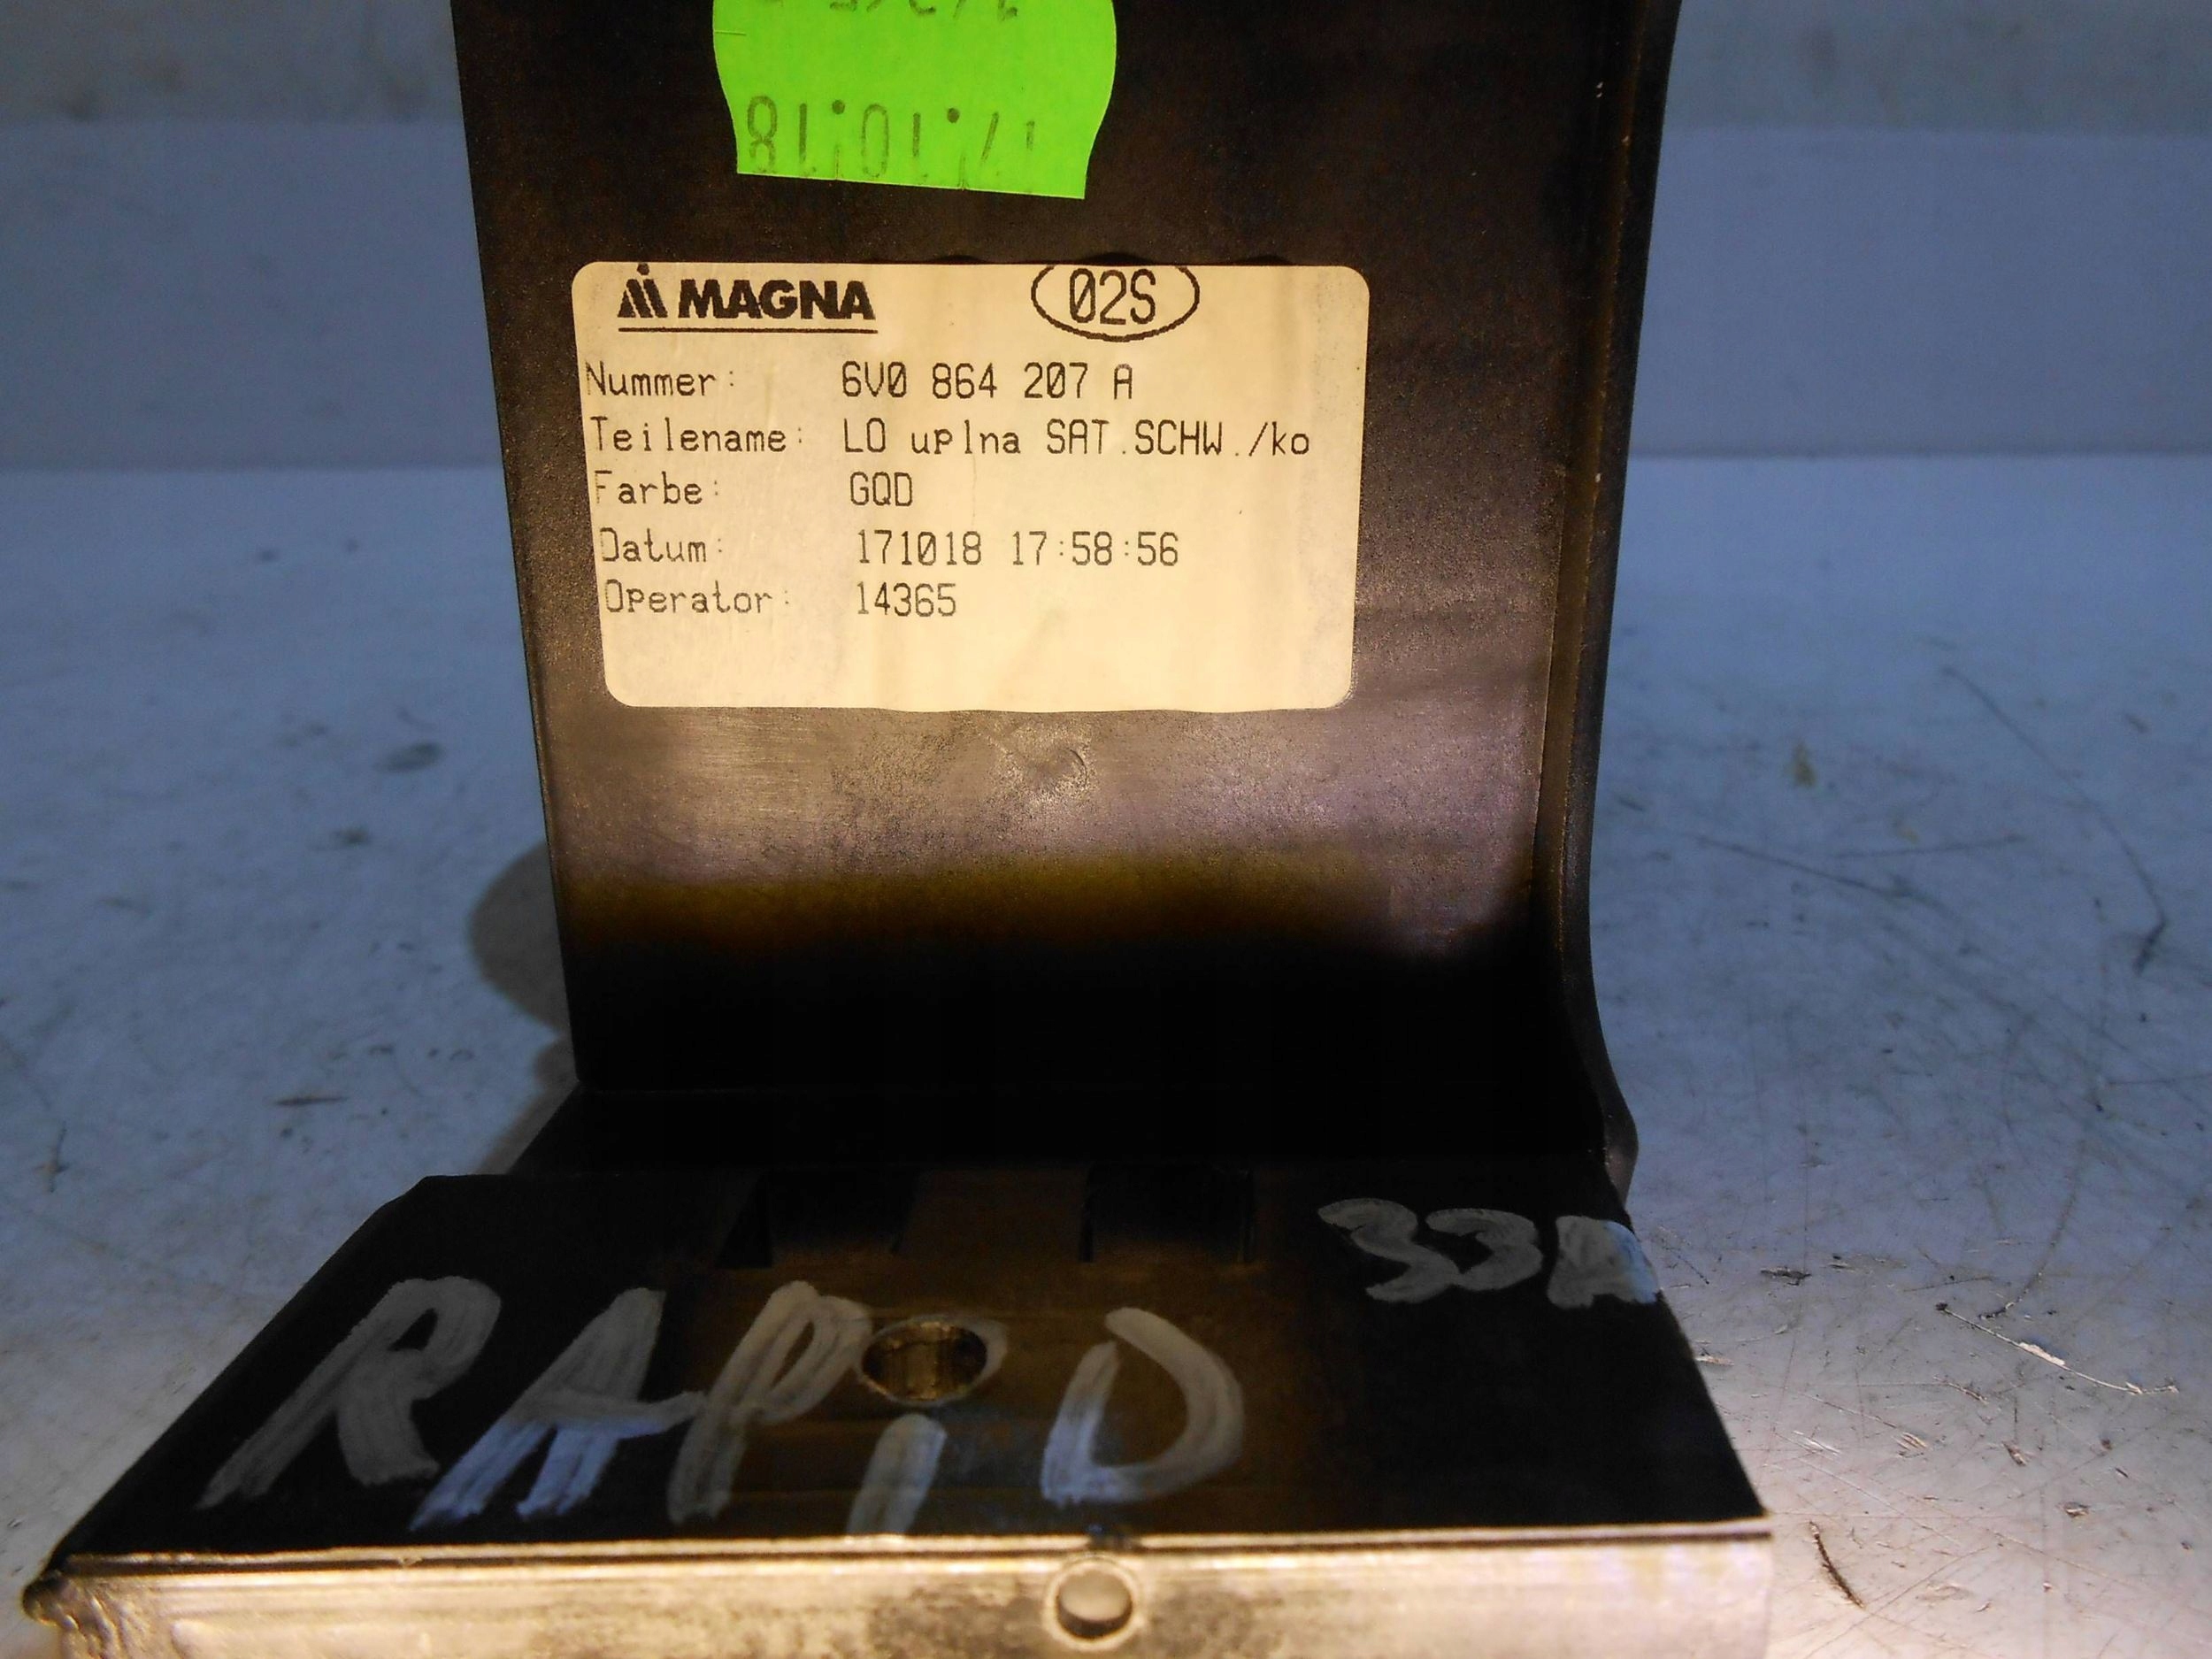 17.10.18
MAGNA 02S
Nummer: 6V0 864 207 A
Teilename: LO uplna SAT.SCHW./ko
Farbe: GQD
Datum: 171018 17:58:56
Operator: 14365
33A
RAPiD